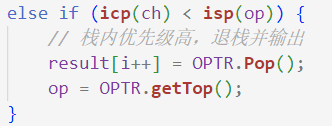 else if (icp(ch) < isp(op)) {
// 栈内优先级高，退栈并输出
result[i++] = OPTR.Pop();
op = OPTR.getTop();
}